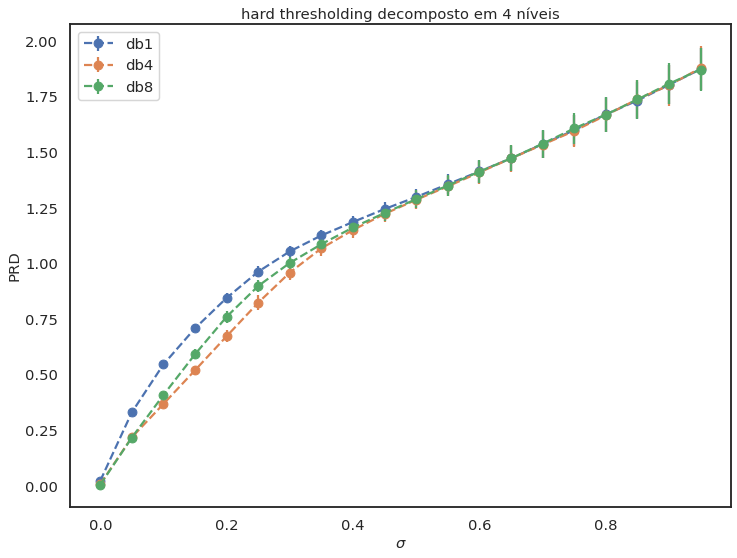 hard thresholding decomposto em 4 níveis
db1
db4
db8
PRD
2.00
1.75
1.50
1.25
1.00
0.75
0.50
0.25
0.00
0.0 0.2 0.4 0.6 0.8
σ